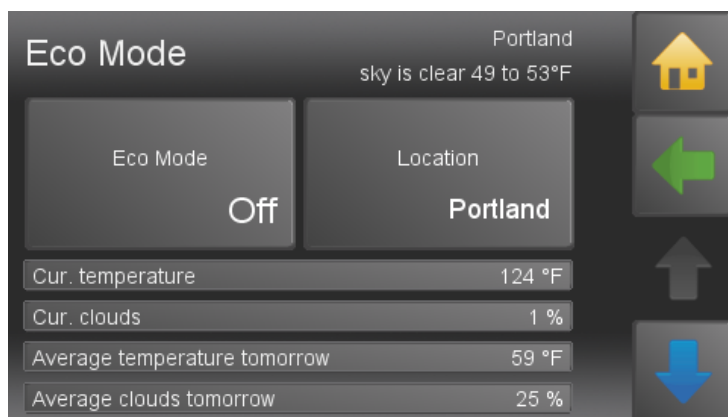 Eco Mode
Portland
sky is clear 49 to 53°F
Eco Mode
Off
Location
Portland
Cur. temperature 124 °F
Cur. clouds 1 %
Average temperature tomorrow 59 °F
Average clouds tomorrow 25 %